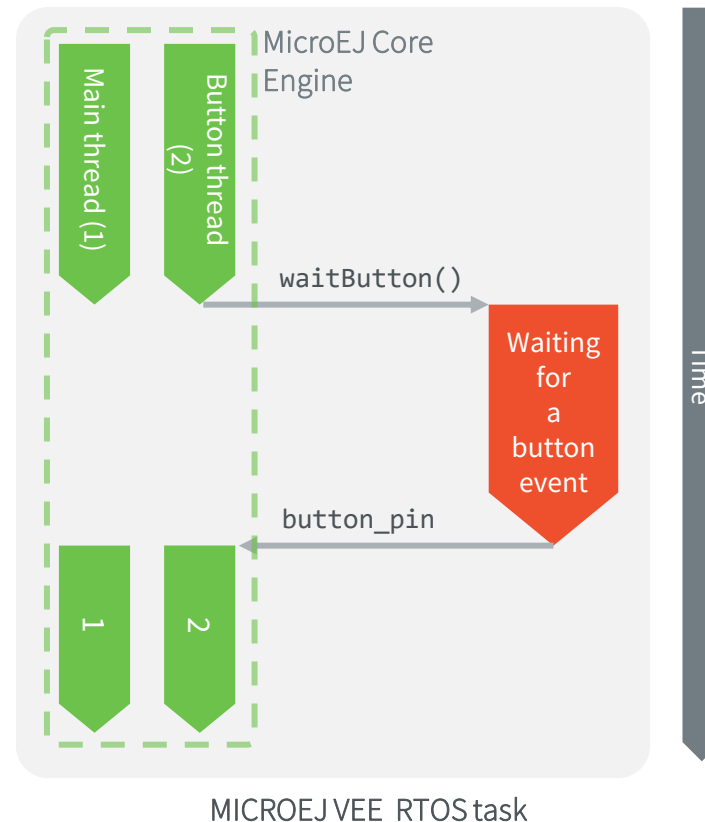 MicroEJ Core
Engine
Main thread (1)
Button thread
(2)
waitButton()
Waiting
for
a
button
event
Time
button_pin
1
2
MICROEJ VEE RTOS task